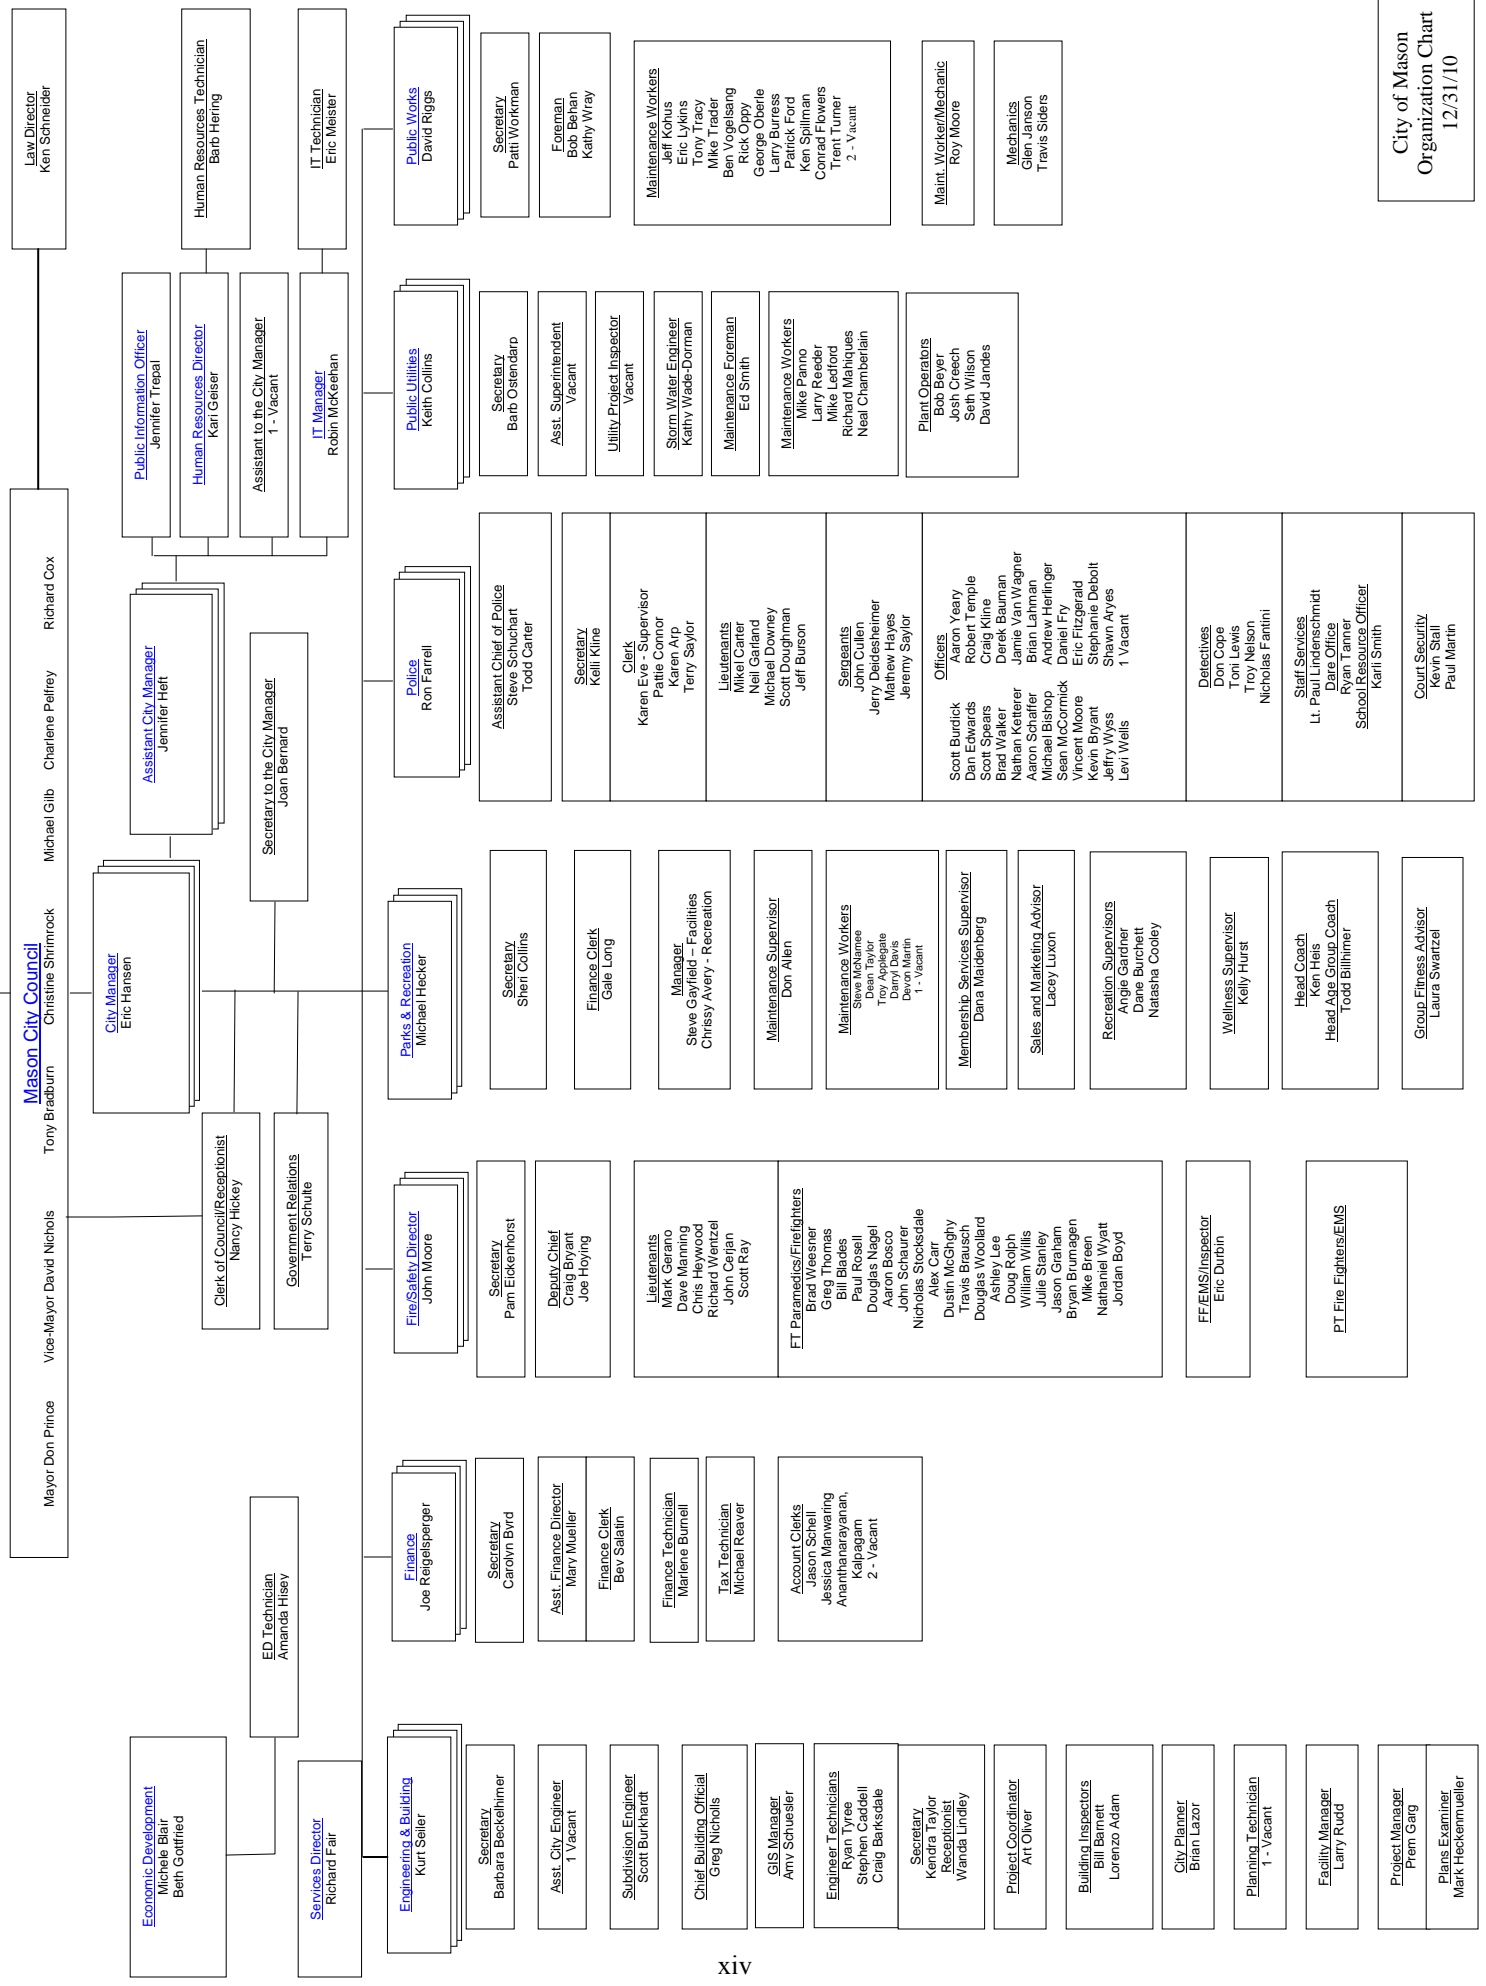 Mason City Council
Mayor Don Prince Vice-Mayor David Nichols Tony Bradburn Christine Shrimrock Michael Gilb Charlene Pelfrey Richard Cox
Law Director
Ken Schneider
City Manager
Eric Hansen
Assistant City Manager
Jennifer Heft
Public Information Officer
Jennifer Trepal
Human Resources Director
Kari Geiser
Human Resources Technician
Barb Hering
Assistant to the City Manager
1 - Vacant
IT Manager
Robin McKeehan
IT Technician
Eric Meister
Clerk of Council/Receptionist
Nancy Hickey
Secretary to the City Manager
Joan Bernard
Government Relations
Terry Schulte
Economic Development
Michele Blair
Beth Gottfried
ED Technician
Amanda Hisey
Services Director
Richard Fair
Engineering & Building
Kurt Seiler
Secretary
Barbara Beckelhimer
Asst. City Engineer
1 Vacant
Subdivision Engineer
Scott Burkhardt
Chief Building Official
Greg Nicholls
GIS Manager
Amy Schuesler
Engineer Technicians
Ryan Tyree
Stephen Caddell
Craig Barksdale
Secretary
Kendra Taylor
Receptionist
Wanda Lindley
Project Coordinator
Art Oliver
Building Inspectors
Bill Barnett
Lorenzo Adam
City Planner
Brian Lazor
Planning Technician
1 - Vacant
Facility Manager
Larry Rudd
Project Manager
Prem Garg
Plans Examiner
Mark Heckenmueller
Finance
Joe Reigelsperger
Secretary
Carolyn Byrd
Asst. Finance Director
Mary Mueller
Finance Clerk
Bev Salatin
Finance Technician
Marlene Burnell
Tax Technician
Michael Reaver
Account Clerks
Jason Schell
Jessica Manwaring
Ananthanarayanan,
Kalpagam
2 - Vacant
Fire/Safety Director
John Moore
Secretary
Pam Eickenhorst
Deputy Chief
Craig Bryant
Joe Hoying
Lieutenants
Mark Gerano
Dave Manning
Chris Heywood
Richard Wentzel
John Cerjan
Scott Ray
FT Paramedics/Firefighters
Brad Weesner
Greg Thomas
Bill Blades
Paul Rosell
Douglas Nagel
Aaron Bosco
John Schaurer
Nicholas Stocksdale
Alex Carr
Dustin McGhghy
Travis Brausch
Douglas Woollard
Ashley Lee
Doug Rolph
William Willis
Julie Stanley
Jason Graham
Bryan Brumagen
Mike Breen
Nathaniel Wyatt
Jordan Boyd
FF/EMS/Inspector
Eric Durbin
PT Fire Fighters/EMS
Parks & Recreation
Michael Hecker
Secretary
Sheri Collins
Finance Clerk
Gale Long
Manager
Steve Gayfield – Facilities
Chrissy Avery - Recreation
Maintenance Supervisor
Don Allen
Maintenance Workers
Steve McNamee
Dean Taylor
Troy Applegate
Darryl Davis
Devon Martin
1 - Vacant
Membership Services Supervisor
Dana Maidenberg
Sales and Marketing Advisor
Lacey Luxon
Recreation Supervisors
Angie Gardner
Dane Burchett
Natasha Cooley
Wellness Supervisor
Kelly Hurst
Head Coach
Ken Heis
Head Age Group Coach
Todd Billhimer
Group Fitness Advisor
Laura Swartzel
Police
Ron Farrell
Assistant Chief of Police
Steve Schuchart
Todd Carter
Secretary
Kelli Kline
Clerk
Karen Eve - Supervisor
Pattie Connor
Karen Arp
Terry Saylor
Lieutenants
Mikel Carter
Neil Garland
Michael Downey
Scott Doughman
Jeff Burson
Sergeants
John Cullen
Jerry Deidesheimer
Mathew Hayes
Jeremy Saylor
Officers
Scott Burdick Aaron Yeary
Dan Edwards Robert Temple
Scott Spears Craig Kline
Brad Walker Derek Bauman
Nathan Ketterer Jamie Van Wagner
Aaron Schaffer Brian Lahman
Michael Bishop Andrew Herlinger
Sean McCormick Daniel Fry
Vincent Moore Eric Fitzgerald
Kevin Bryant Stephanie Debolt
Jeffry Wyss Shawn Aryes
Levi Wells 1 Vacant
Detectives
Don Cope
Toni Lewis
Troy Nelson
Nicholas Fantini
Staff Services
Lt. Paul Lindenschmidt
Dare Office
Ryan Tanner
School Resource Officer
Karli Smith
Court Security
Kevin Stall
Paul Martin
Public Utilities
Keith Collins
Secretary
Barb Ostendarp
Asst. Superintendent
Vacant
Utility Project Inspector
Vacant
Storm Water Engineer
Kathy Wade-Dorman
Maintenance Foreman
Ed Smith
Maintenance Workers
Mike Panno
Larry Reeder
Mike Ledford
Richard Mahiques
Neal Chamberlain
Plant Operators
Bob Beyer
Josh Creech
Seth Wilson
David Jandes
Public Works
David Riggs
Secretary
Patti Workman
Foreman
Bob Behan
Kathy Wray
Maintenance Workers
Jeff Kohus
Eric Lykins
Tony Tracy
Mike Trader
Ben Vogelsang
Rick Oppy
George Oberle
Larry Burress
Patrick Ford
Ken Spillman
Conrad Flowers
Trent Turner
2 - Vacant
Maint. Worker/Mechanic
Roy Moore
Mechanics
Glen Janson
Travis Siders
City of Mason
Organization Chart
12/31/10
xiv